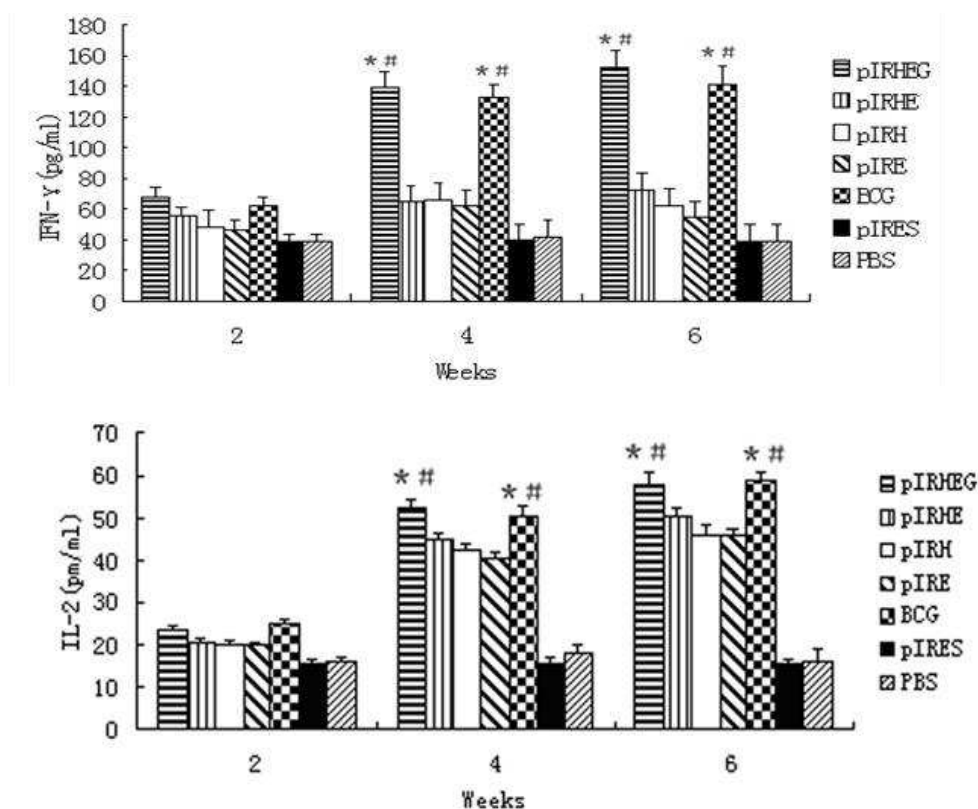 180
160
140
120
100
80
60
40
20
0
IFN-γ(pg/ml)
*#
*#
*#
*#
2
4
6
Weeks
pIRHEG
pIRHE
pIRH
pIRE
BCG
pIRES
PBS
70
60
50
40
30
20
10
0
IL-2(pm/ml)
*#
*#
*#
*#
2
4
6
Weeks
pIRHEG
pIRHE
pIRH
pIRE
BCG
pIRES
PBS